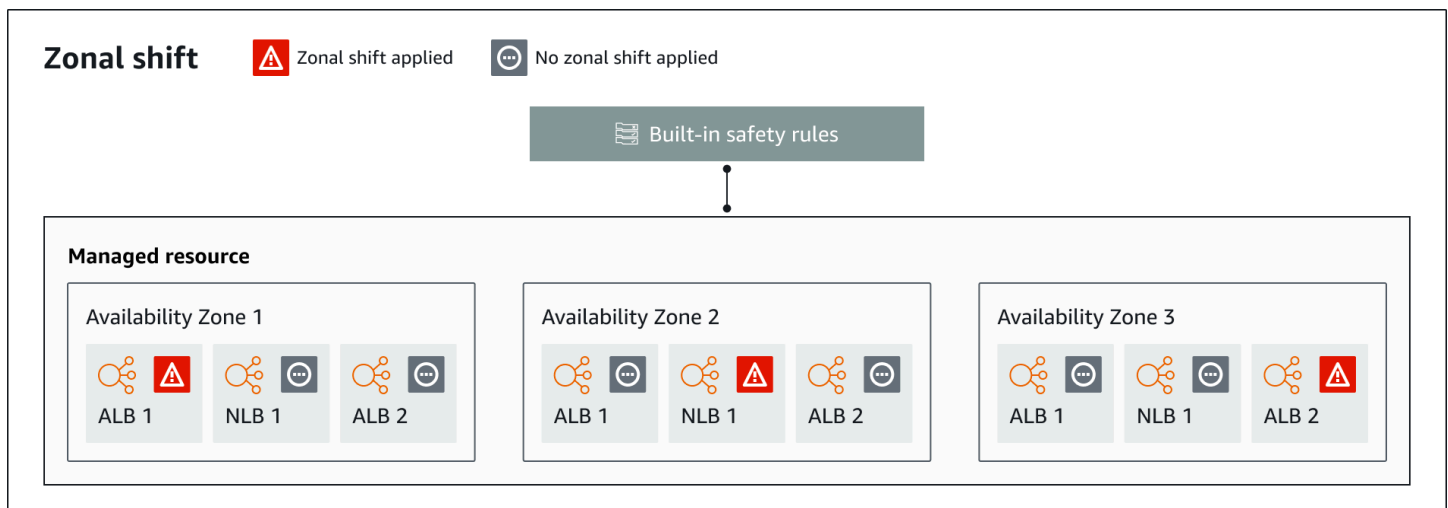 Zonal shift
Zonal shift applied
No zonal shift applied
Built-in safety rules
Managed resource
Availability Zone 1
ALB 1
NLB 1
ALB 2
Availability Zone 2
ALB 1
NLB 1
ALB 2
Availability Zone 3
ALB 1
NLB 1
ALB 2